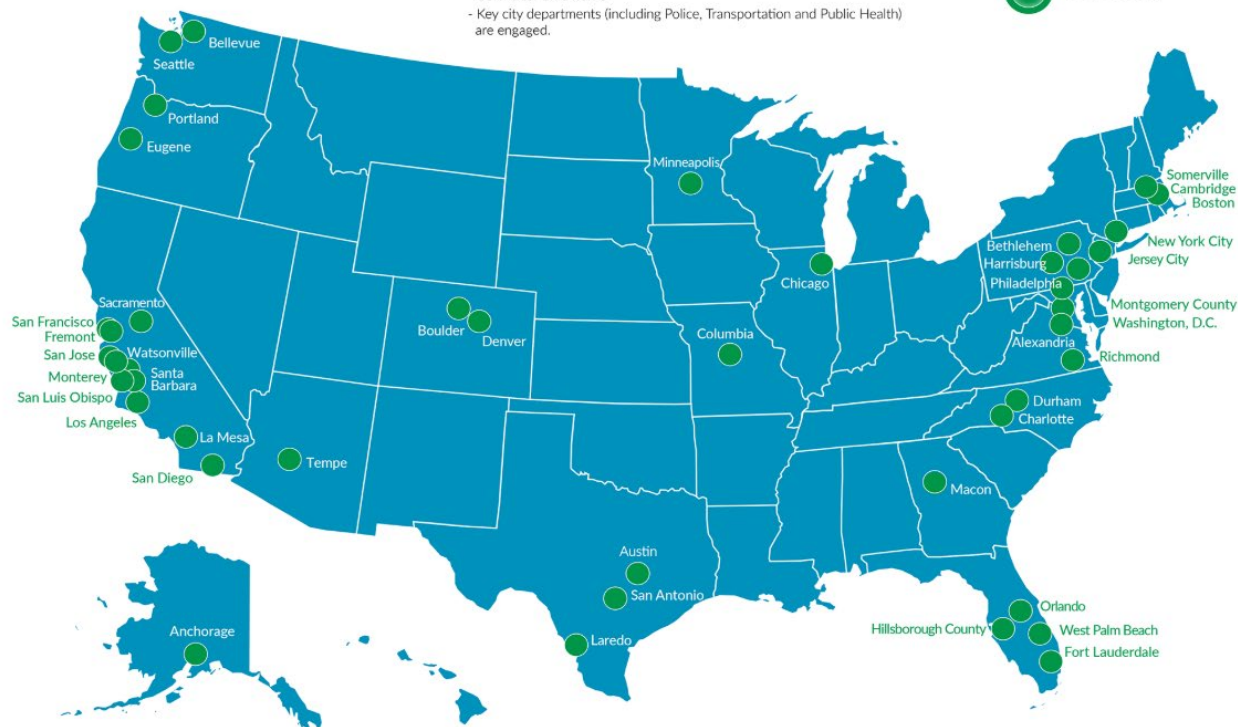 - Key city departments (including Police, Transportation and Public Health)
are engaged.
Bellevue
Seattle
Portland
Eugene
Minneapolis
Somerville
Cambridge
Boston
New York City
Jersey City
Bethlehem
Harrisburg
Philadelphia
Chicago
Montgomery County
Washington, D.C.
Alexandria
Richmond
Sacramento
San Francisco
Fremont
San Jose
Watsonville
Monterey
Santa
Barbara
San Luis Obispo
Los Angeles
Boulder
Denver
Columbia
Durham
Charlotte
La Mesa
San Diego
Tempe
Macon
Austin
San Antonio
Laredo
Anchorage
Orlando
Hillsborough County
West Palm Beach
Fort Lauderdale